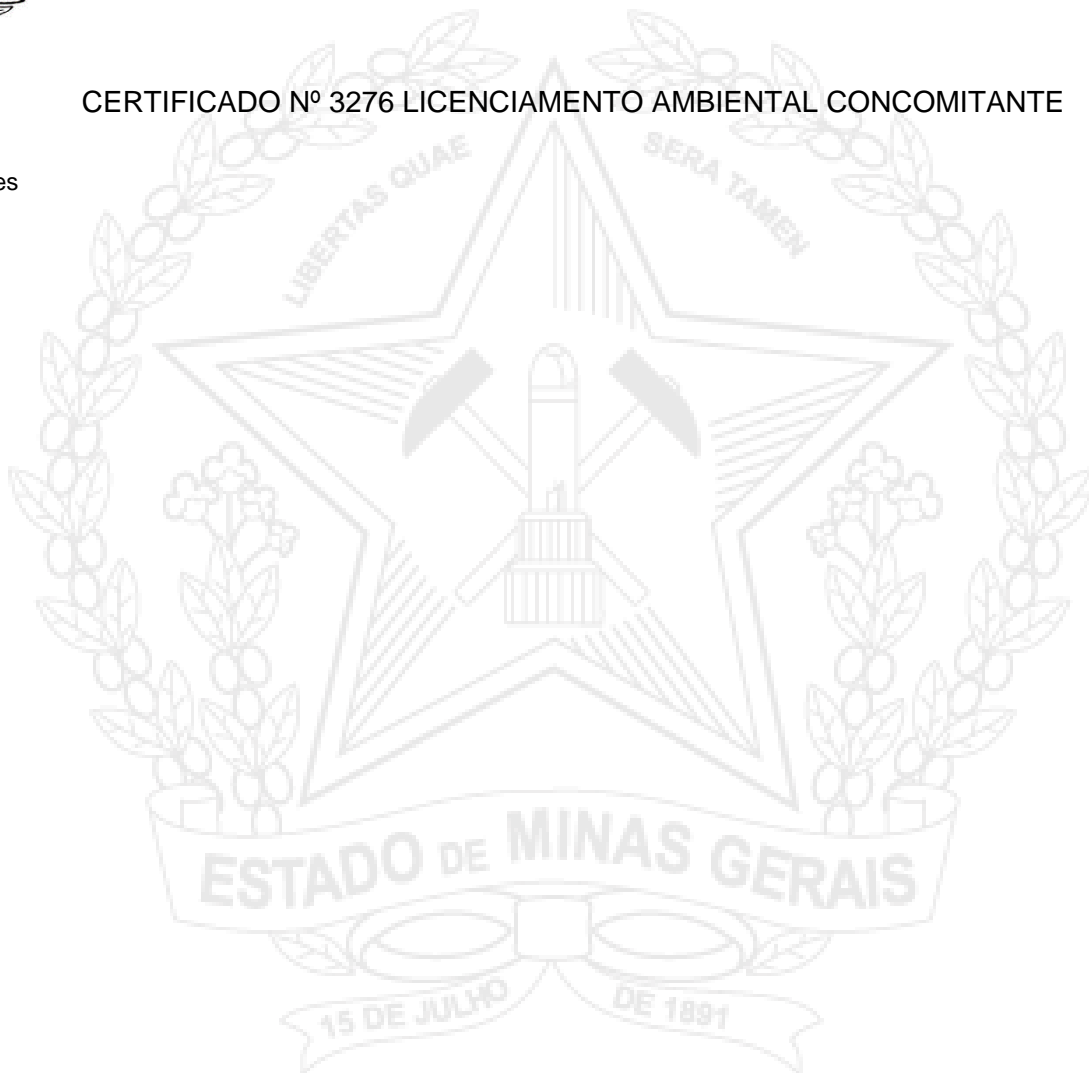 CERTIFICADO Nº 3276 LICENCIAMENTO AMBIENTAL CONCOMITANTE
es
LIBERTAS QUAE SERA TAMEN
ESTADO DE MINAS GERAIS
15 DE JULHO DE 1891